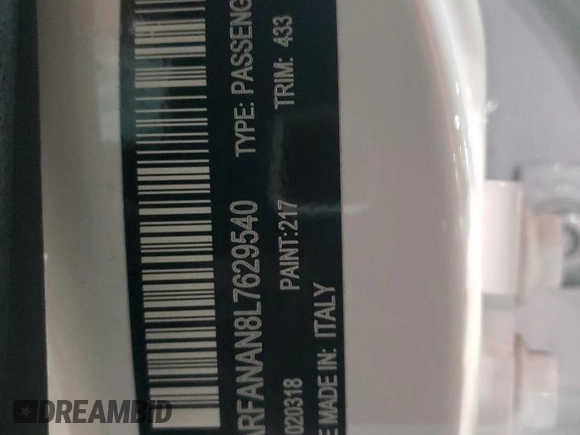 ARFANAN8L7629540 TYPE: PASSENG
020318 PAINT:217 TRIM: 433
MADE IN: ITALY
DREAMBID